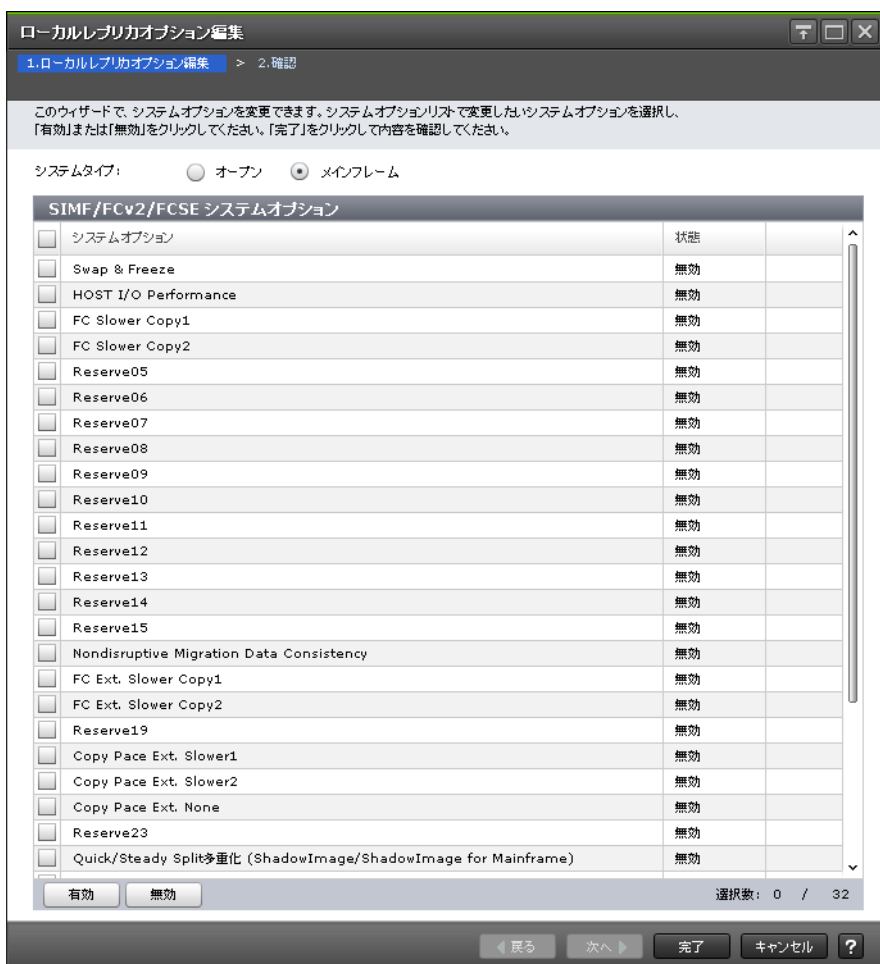 ローカルレプリカオプション編集
1.ローカルレプリカオプション編集 > 2.確認
このウィザードで、システムオプションを変更できます。システムオプションリストで変更したいシステムオプションを選択し、
「有効」または「無効」をクリックしてください。「完了」をクリックして内容を確認してください。
システムタイプ: オープン メインフレーム
SIMF/FCv2/FCSE システムオプション
システムオプション 状態
Swap & Freeze 無効
HOST I/O Performance 無効
FC Slower Copy1 無効
FC Slower Copy2 無効
Reserve05 無効
Reserve06 無効
Reserve07 無効
Reserve08 無効
Reserve09 無効
Reserve10 無効
Reserve11 無効
Reserve12 無効
Reserve13 無効
Reserve14 無効
Reserve15 無効
Nondisruptive Migration Data Consistency 無効
FC Ext. Slower Copy1 無効
FC Ext. Slower Copy2 無効
Reserve19 無効
Copy Pace Ext. Slower1 無効
Copy Pace Ext. Slower2 無効
Copy Pace Ext. None 無効
Reserve23 無効
Quick/Steady Split多重化 (ShadowImage/ShadowImage for Mainframe) 無効
有効 無効 選択数: 0 / 32
戻る 次へ 完了 キャンセル ?